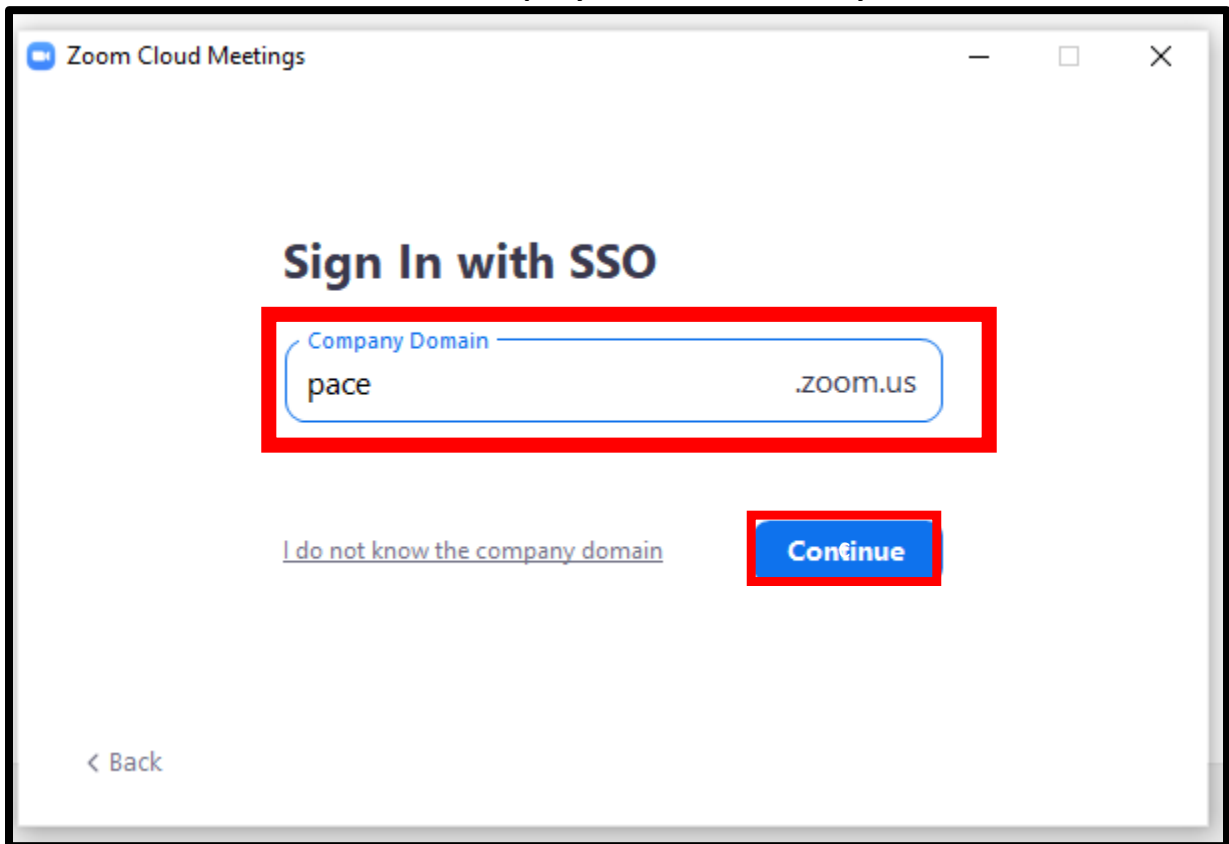 Zoom Cloud Meetings
Sign In with SSO
Company Domain
pace .zoom.us
I do not know the company domain
Continue
< Back